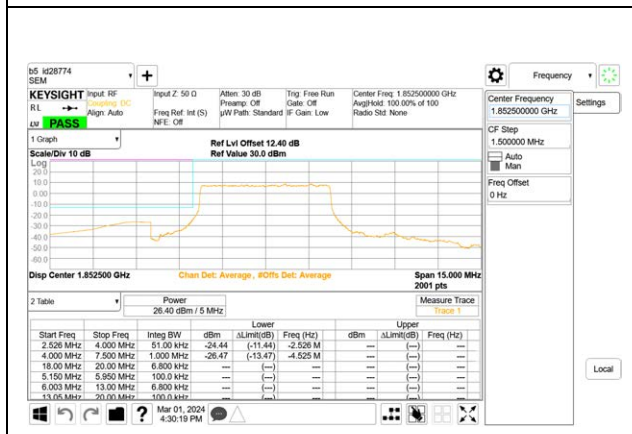 b5 id28774
SEM
Frequency
KEYSIGHT Input: RF Input Z: 50 Ω Atten: 30 dB Trig: Free Run Center Freq: 1.852500000 GHz
Coupling: DC Preamp: Off Gate: Off Avg|Hold: 100.00% of 100
RL Align: Auto Freq Ref: Int (S) µW Path: Standard IF Gain: Low Radio Std: None
NFE: Off
LW PASS
Center Frequency
1.852500000 GHz
Settings
CF Step
1.500000 MHz
Auto
Man
Freq Offset
0 Hz
1 Graph
Ref Lvl Offset 12.40 dB
Scale/Div 10 dB Ref Value 30.0 dBm
Log
20.0
10.0
0.00
-10.0
-20.0
-30.0
-40.0
-50.0
-60.0
Disp Center 1.852500 GHz Chan Det: Average , #Offs Det: Average Span 15.000 MHz
2001 pts
2 Table Power Measure Trace
26.40 dBm / 5 MHz Trace 1
Lower Upper
Start Freq Stop Freq Integ BW dBm ΔLimit(dB) Freq (Hz) dBm ΔLimit(dB) Freq (Hz)
2.526 MHz 4.000 MHz 51.00 kHz -24.44 (-11.44) -2.526 M --- (---) ---
4.000 MHz 7.500 MHz 1.000 MHz -26.47 (-13.47) -4.525 M --- (---) ---
18.00 MHz 20.00 MHz 6.800 kHz --- (---) --- --- (---) ---
5.150 MHz 5.950 MHz 6.800 kHz --- (---) --- --- (---) ---
6.003 MHz 13.00 MHz 6.800 kHz --- (---) --- --- (---) ---
13.05 MHz 20.00 MHz 100.0 kHz --- (---) --- --- (---) ---
Local
Mar 01, 2024
4:30:19 PM